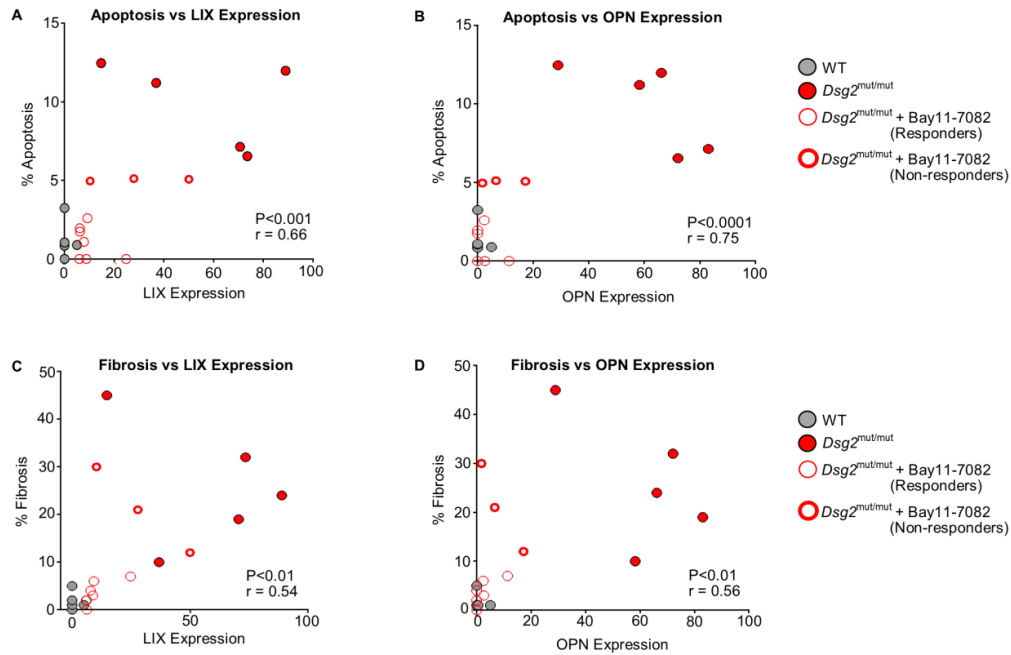 A
Apoptosis vs LIX Expression
15
10
5
0
% Apoptosis
0 20 40 60 80 100
LIX Expression
P<0.001
r = 0.66
B
Apoptosis vs OPN Expression
15
10
5
0
% Apoptosis
0 20 40 60 80 100
OPN Expression
P<0.0001
r = 0.75
WT
Dsg2mut/mut
Dsg2mut/mut + Bay11-7082
(Responders)
Dsg2mut/mut + Bay11-7082
(Non-responders)
C
Fibrosis vs LIX Expression
50
40
30
20
10
0
% Fibrosis
0 50 100
LIX Expression
P<0.01
r = 0.54
D
Fibrosis vs OPN Expression
50
40
30
20
10
0
% Fibrosis
0 20 40 60 80 100
OPN Expression
P<0.01
r = 0.56
WT
Dsg2mut/mut
Dsg2mut/mut + Bay11-7082
(Responders)
Dsg2mut/mut + Bay11-7082
(Non-responders)